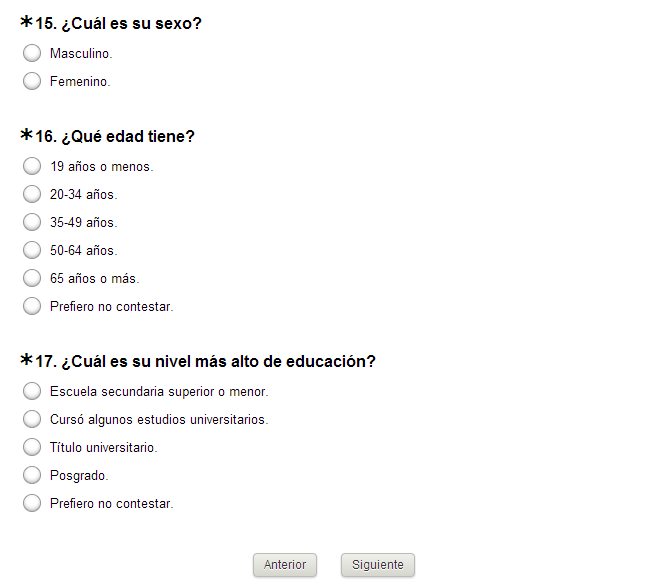 *15. ¿Cuál es su sexo?
Masculino.
Femenino.
*16. ¿Qué edad tiene?
19 años o menos.
20-34 años.
35-49 años.
50-64 años.
65 años o más.
Prefiero no contestar.
*17. ¿Cuál es su nivel más alto de educación?
Escuela secundaria superior o menor.
Cursó algunos estudios universitarios.
Título universitario.
Posgrado.
Prefiero no contestar.
Anterior Siguiente